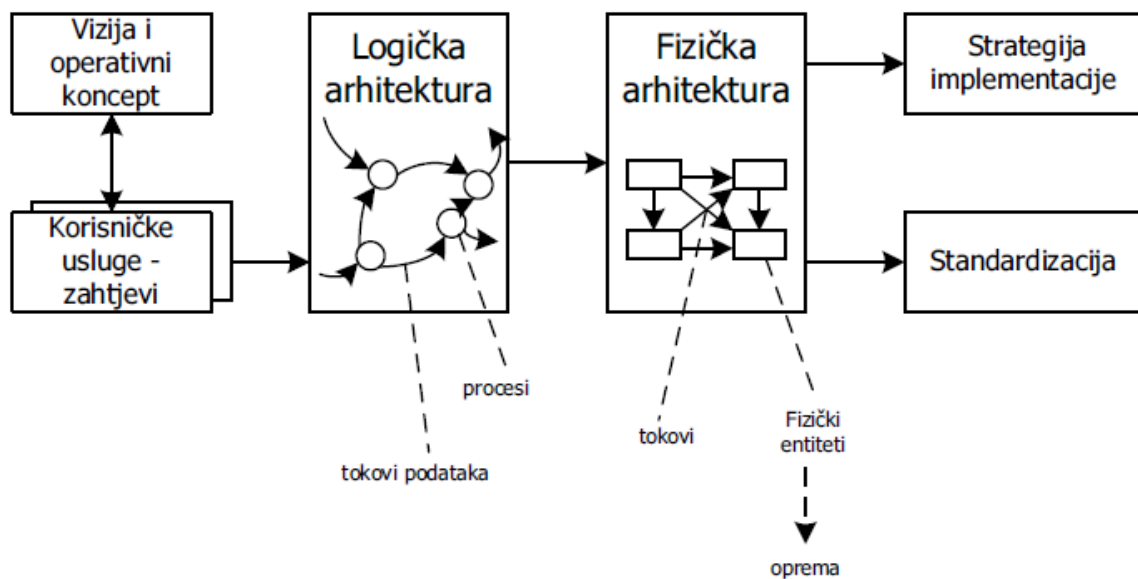 Vizija i
operativni
koncept
Korisničke
usluge -
zahtjevi
Logička
arhitektura
Fizička
arhitektura
Strategija
implementacije
Standardizacija
procesi
tokovi podataka
tokovi
Fizički
entiteti
oprema